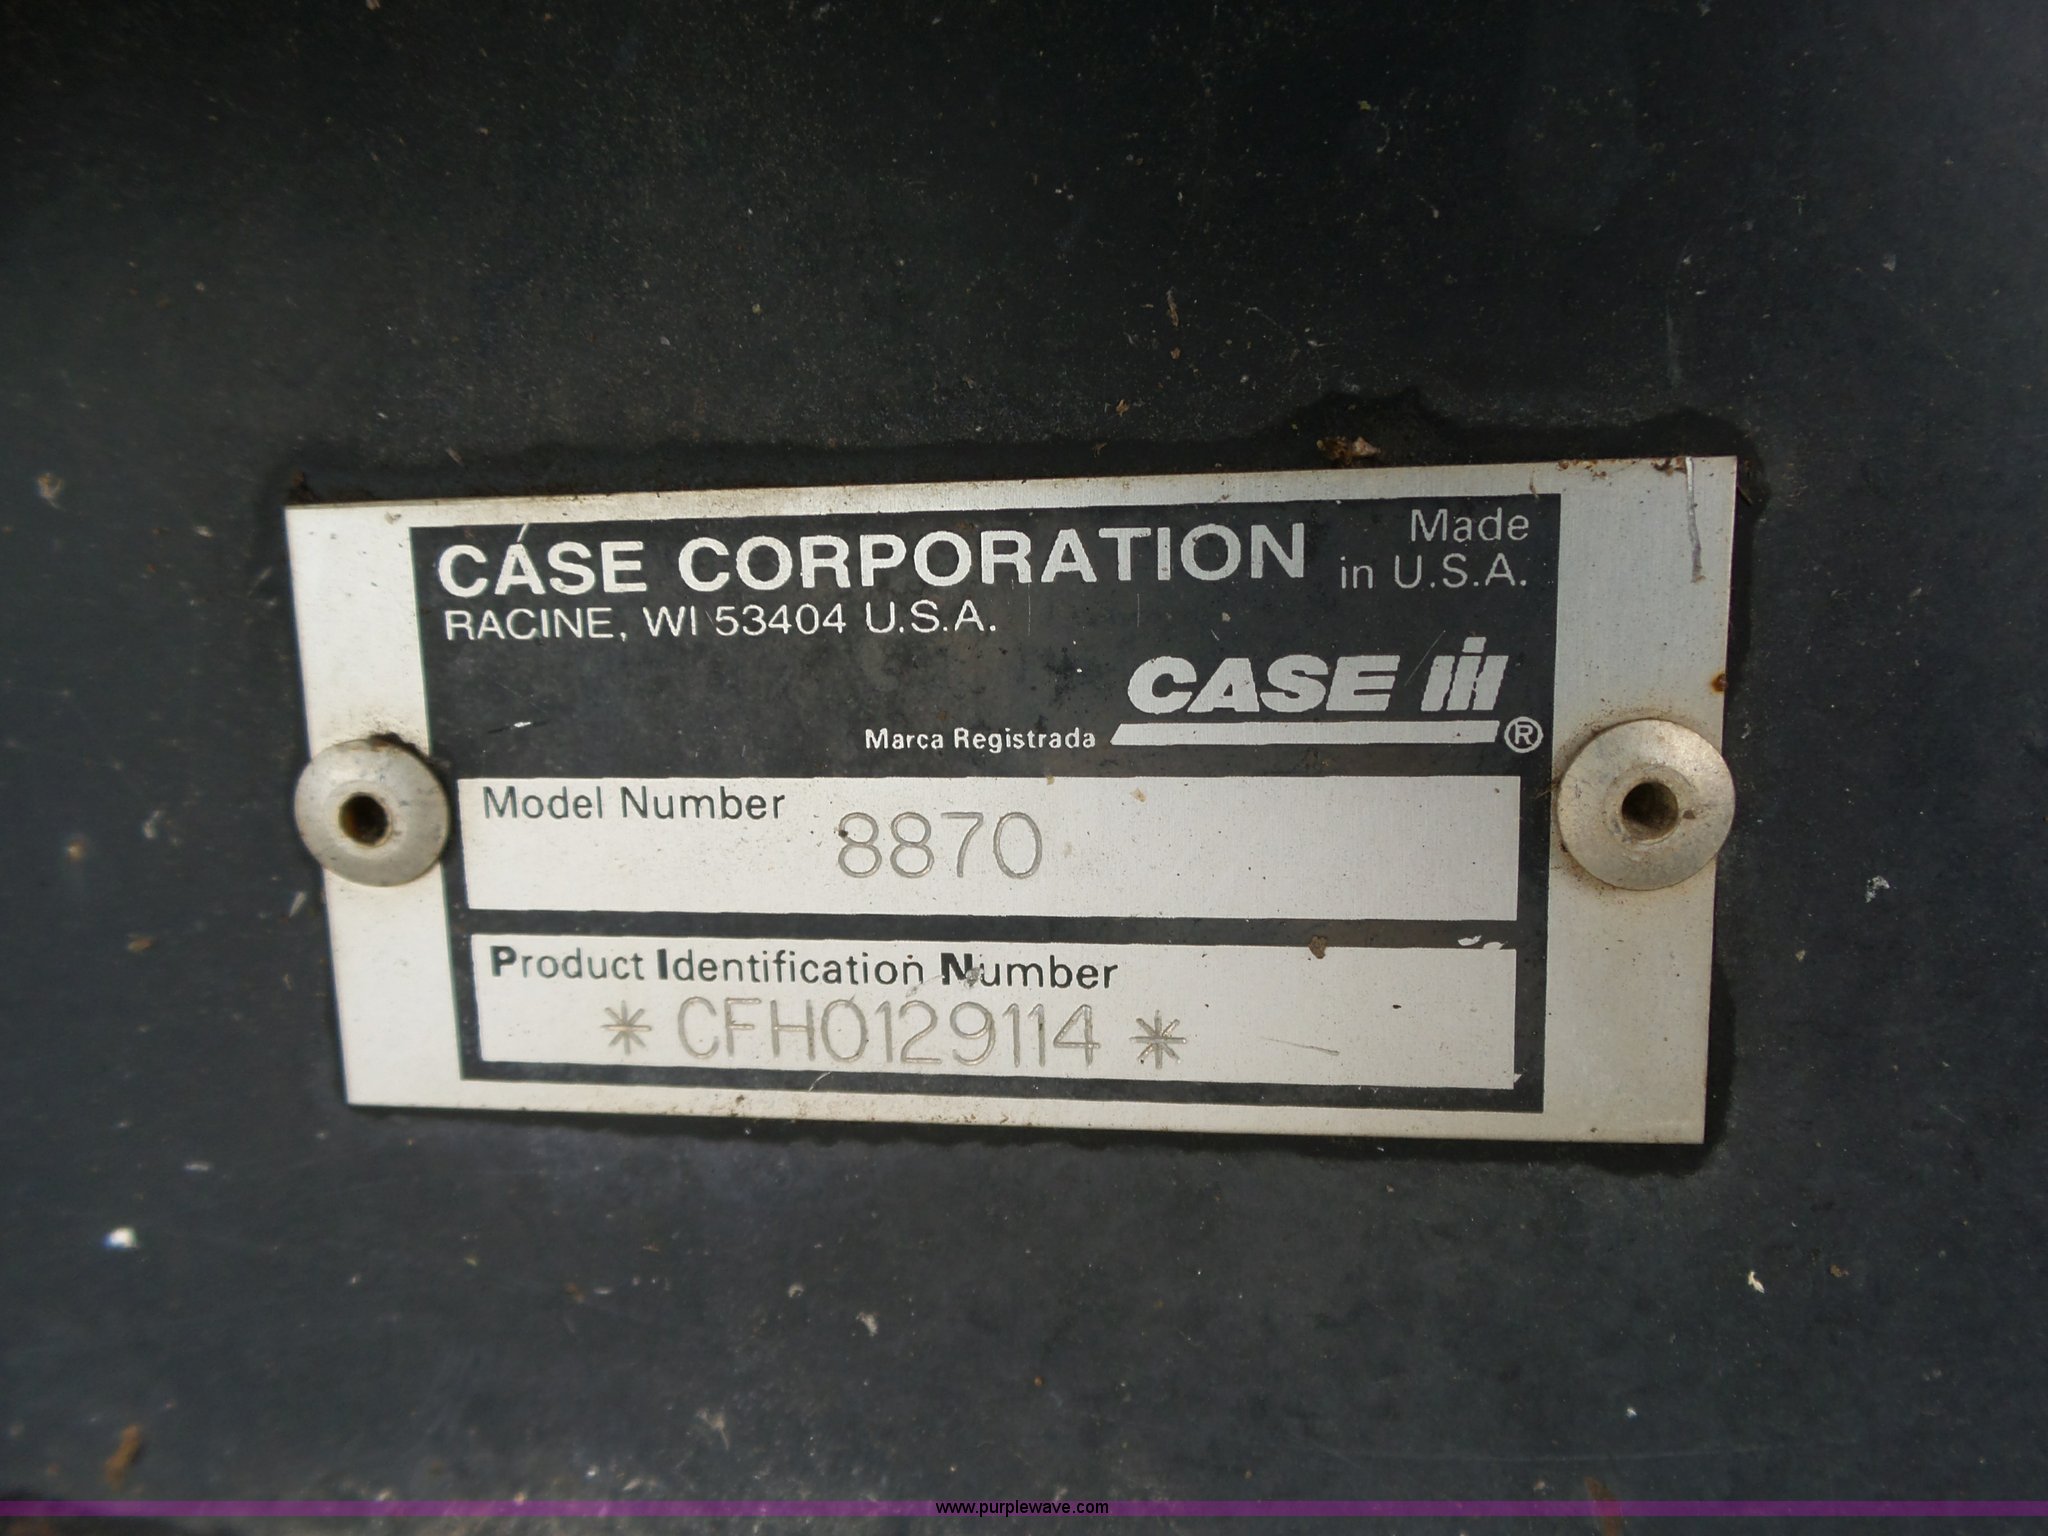 CASE CORPORATION
Made
in U.S.A.
RACINE, WI 53404 U.S.A.
CASE IH
Marca Registrada ®
Model Number 8870
Product Identification Number
* CFH0129114 *
www.purplewave.com